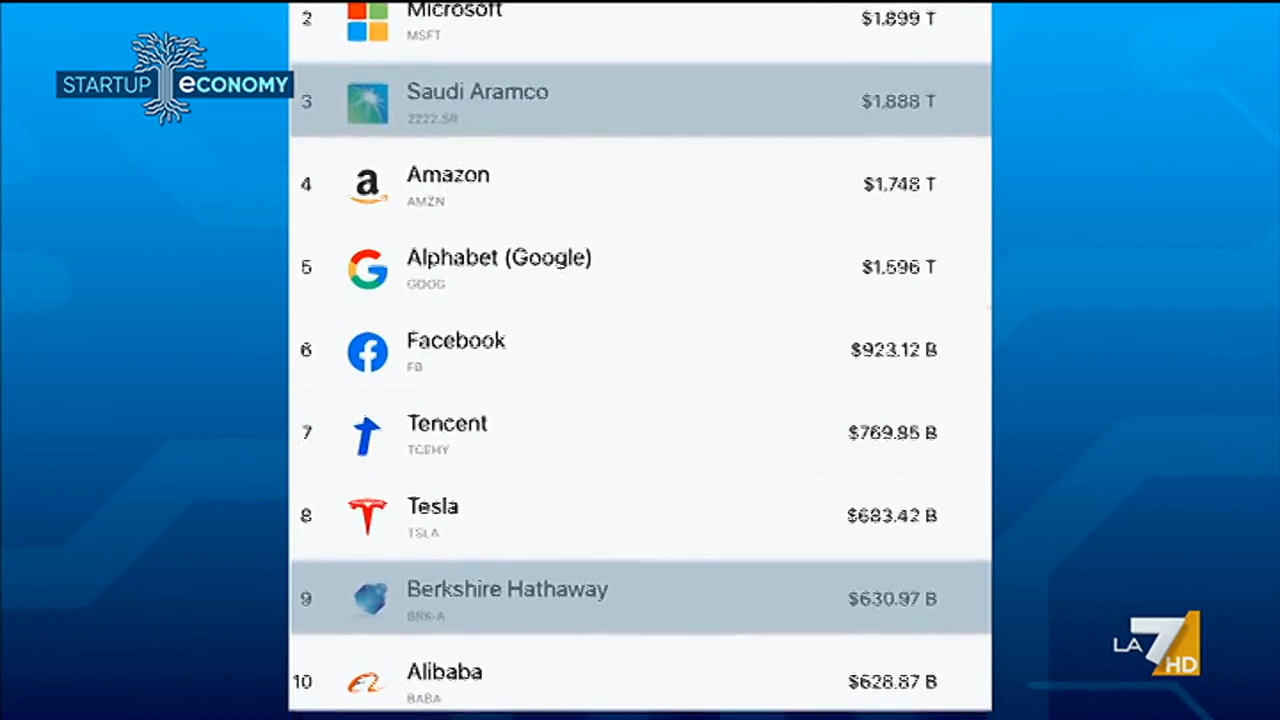 2 Microsoft $1.899 T
MSFT
STARTUP eCONOMY
3 Saudi Aramco $1.888 T
2222.SR
4 Amazon $1.748 T
AMZN
5 Alphabet (Google) $1.596 T
GOOG
6 Facebook $923.12 B
FB
7 Tencent $769.85 B
TCEHY
8 Tesla $683.42 B
TSLA
9 Berkshire Hathaway $630.97 B
BRK-A
10 Alibaba $628.87 B
BABA
LA 7 HD